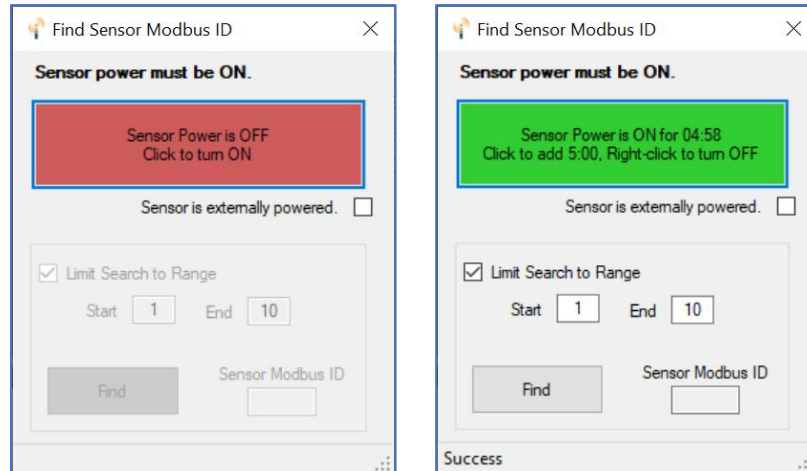 Find Sensor Modbus ID
Sensor power must be ON.
Sensor Power is OFF
Click to turn ON
Sensor is externally powered.
Limit Search to Range
Start 1 End 10
Sensor Modbus ID
Find
Find Sensor Modbus ID
Sensor power must be ON.
Sensor Power is ON for 04:58
Click to add 5:00, Right-click to turn OFF
Sensor is externally powered.
Limit Search to Range
Start 1 End 10
Sensor Modbus ID
Find
Success